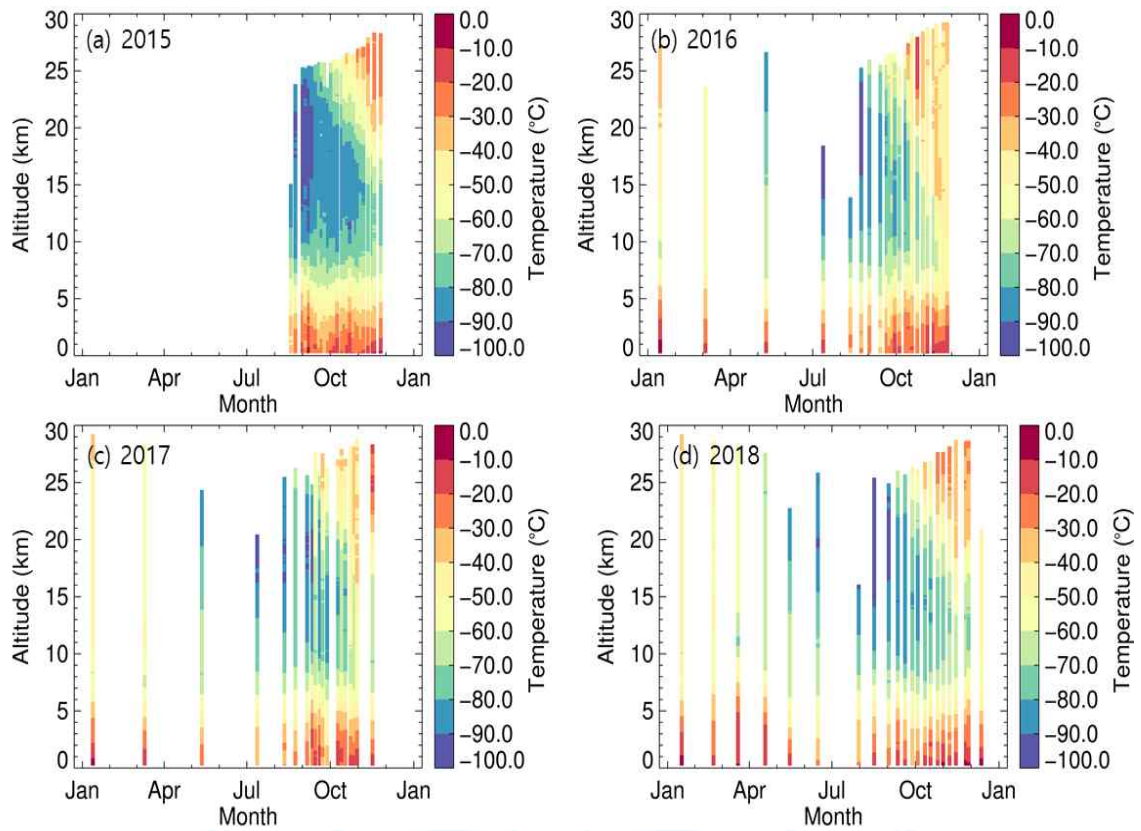 (a) 2015
30
25
20
15
10
5
0
Altitude (km)
Jan
Apr
Jul
Oct
Jan
Month
0.0
-10.0
-20.0
-30.0
-40.0
-50.0
-60.0
-70.0
-80.0
-90.0
-100.0
Temperature (°C)
(b) 2016
30
25
20
15
10
5
0
Altitude (km)
Jan
Apr
Jul
Oct
Jan
Month
0.0
-10.0
-20.0
-30.0
-40.0
-50.0
-60.0
-70.0
-80.0
-90.0
-100.0
Temperature (°C)
(c) 2017
30
25
20
15
10
5
0
Altitude (km)
Jan
Apr
Jul
Oct
Jan
Month
0.0
-10.0
-20.0
-30.0
-40.0
-50.0
-60.0
-70.0
-80.0
-90.0
-100.0
Temperature (°C)
(d) 2018
30
25
20
15
10
5
0
Altitude (km)
Jan
Apr
Jul
Oct
Jan
Month
0.0
-10.0
-20.0
-30.0
-40.0
-50.0
-60.0
-70.0
-80.0
-90.0
-100.0
Temperature (°C)